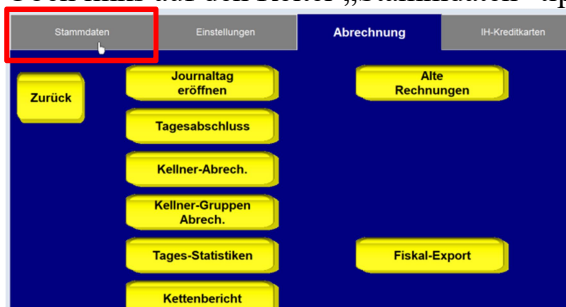 Stammdaten
Einstellungen
Abrechnung
IH-Kreditkarten
Zurück
Journaltag
eröffnen
Alte
Rechnungen
Tagesabschluss
Kellner-Abrech.
Kellner-Gruppen
Abrech.
Tages-Statistiken
Fiskal-Export
Kettenbericht